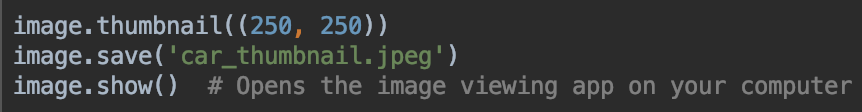 image.thumbnail((250, 250))
image.save('car_thumbnail.jpeg')
image.show()  # Opens the image viewing app on your computer